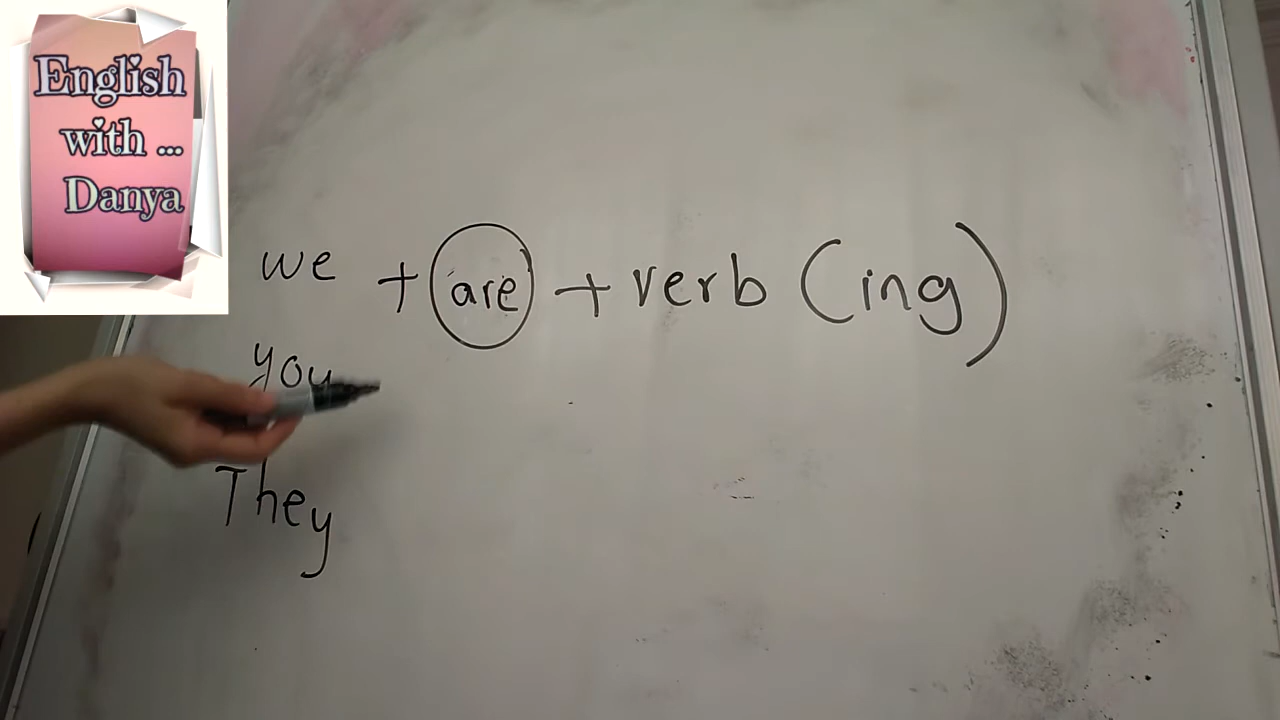 English
with ...
Danya
we + are + verb (ing)
you
They